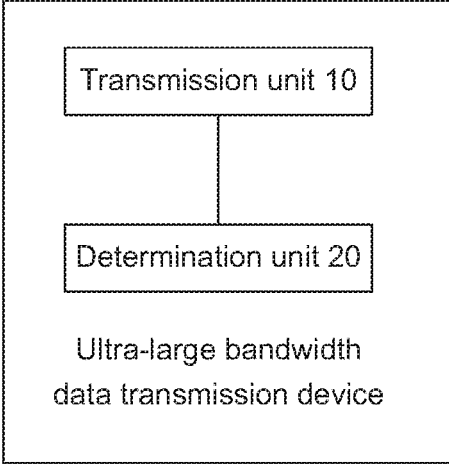 Transmission unit 10
Determination unit 20
Ultra-large bandwidth
data transmission device